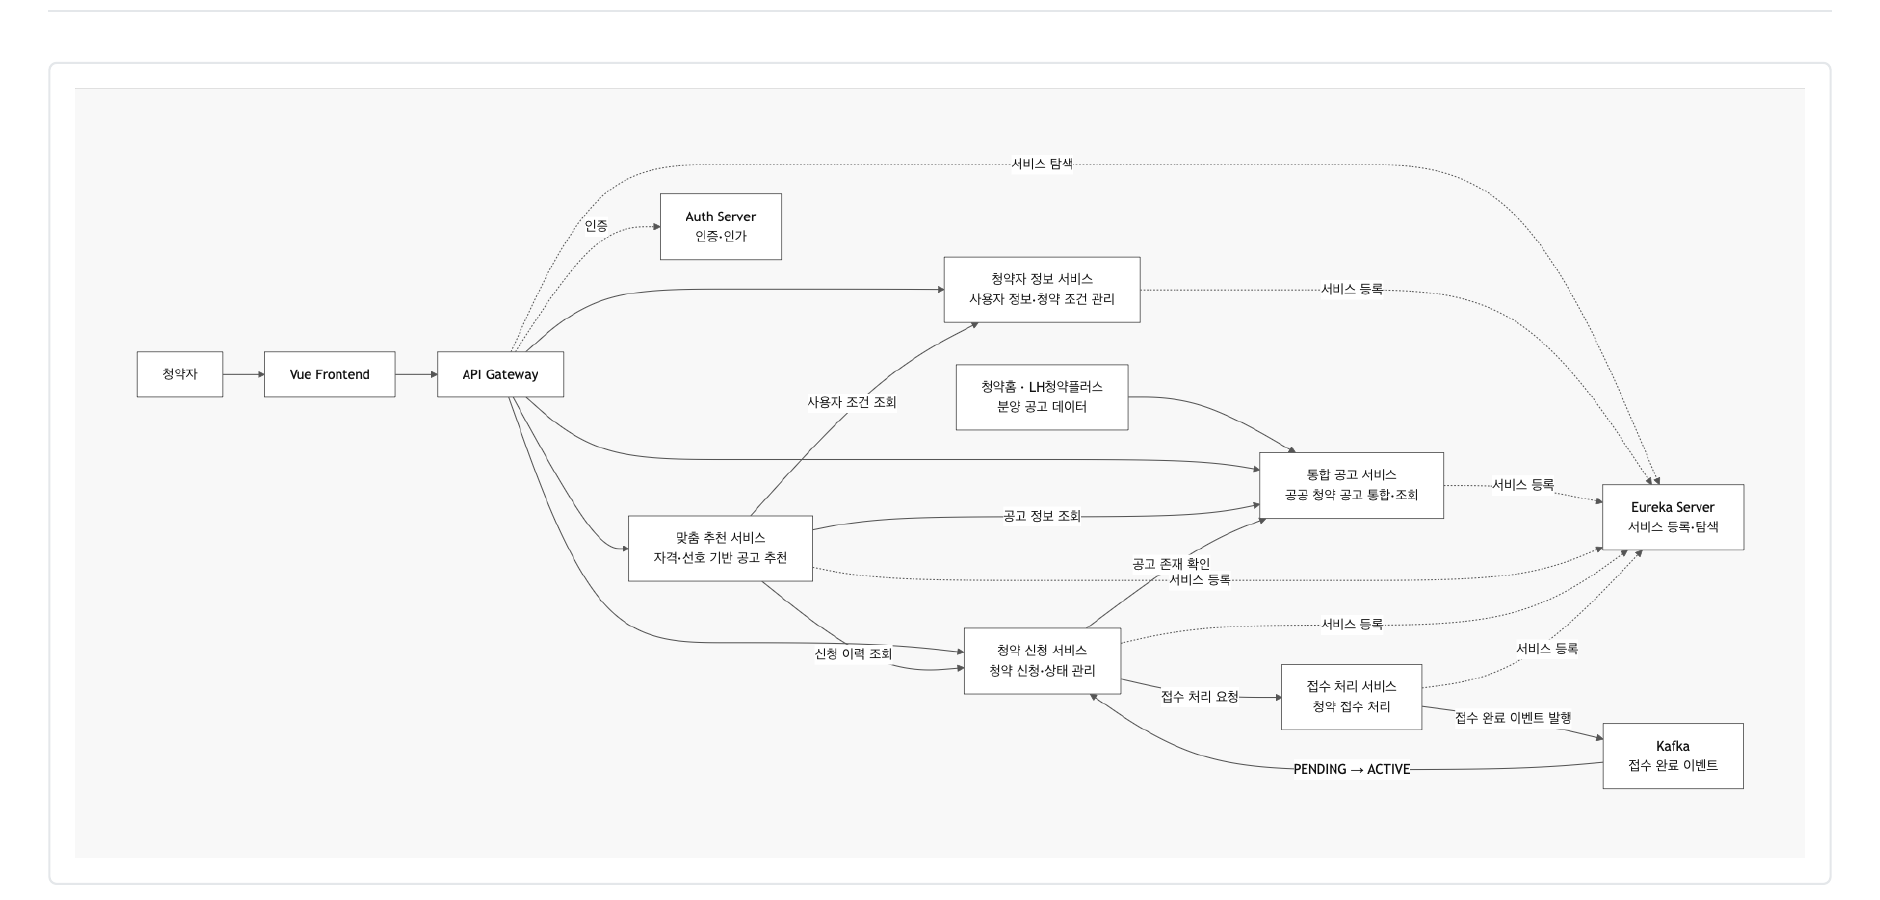 서비스 탐색
Auth Server
인증·인가
인증
청약자 정보 서비스
사용자 정보·청약 조건 관리
서비스 등록
청약자
Vue Frontend
API Gateway
청약홈 · LH청약플러스
분양 공고 데이터
사용자 조건 조회
통합 공고 서비스
공공 청약 공고 통합·조회
서비스 등록
Eureka Server
서비스 등록·탐색
공고 정보 조회
맞춤 추천 서비스
자격·선호 기반 공고 추천
공고 존재 확인
서비스 등록
서비스 등록
신청 이력 조회
청약 신청 서비스
청약 신청·상태 관리
서비스 등록
접수 처리 요청
접수 처리 서비스
청약 접수 처리
접수 완료 이벤트 발행
Kafka
접수 완료 이벤트
PENDING → ACTIVE